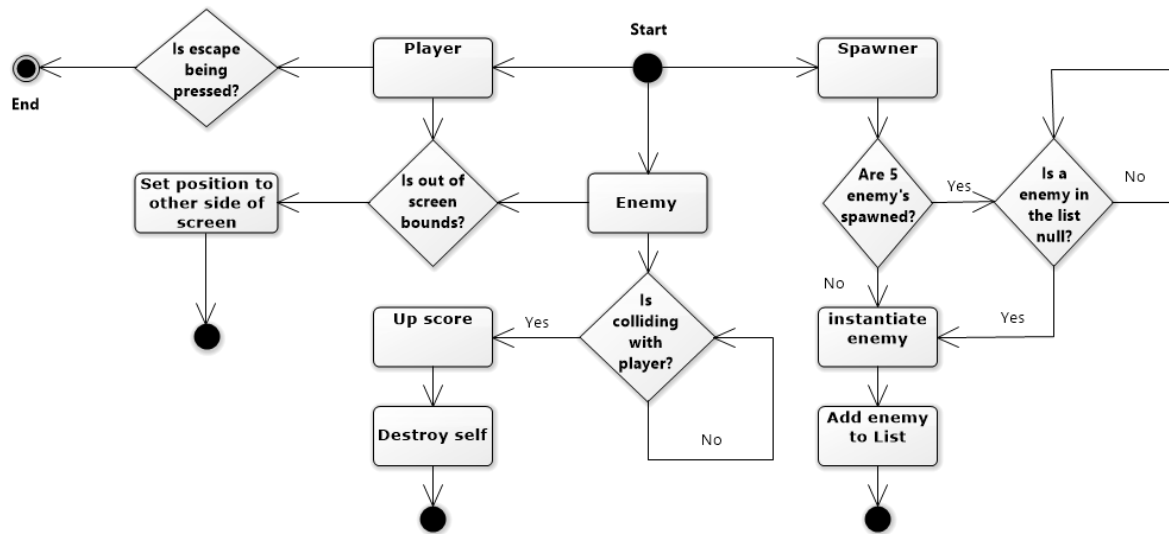 Start
Is escape
being
pressed?
Player
Spawner
End
Set position to
other side of
screen
Is out of
screen
bounds?
Enemy
Are 5
enemy's
spawned?
Yes
Is a
enemy in
the list
null?
No
No
Up score
Yes
Is
colliding
with
player?
instantiate
enemy
Yes
Destroy self
No
Add enemy
to List